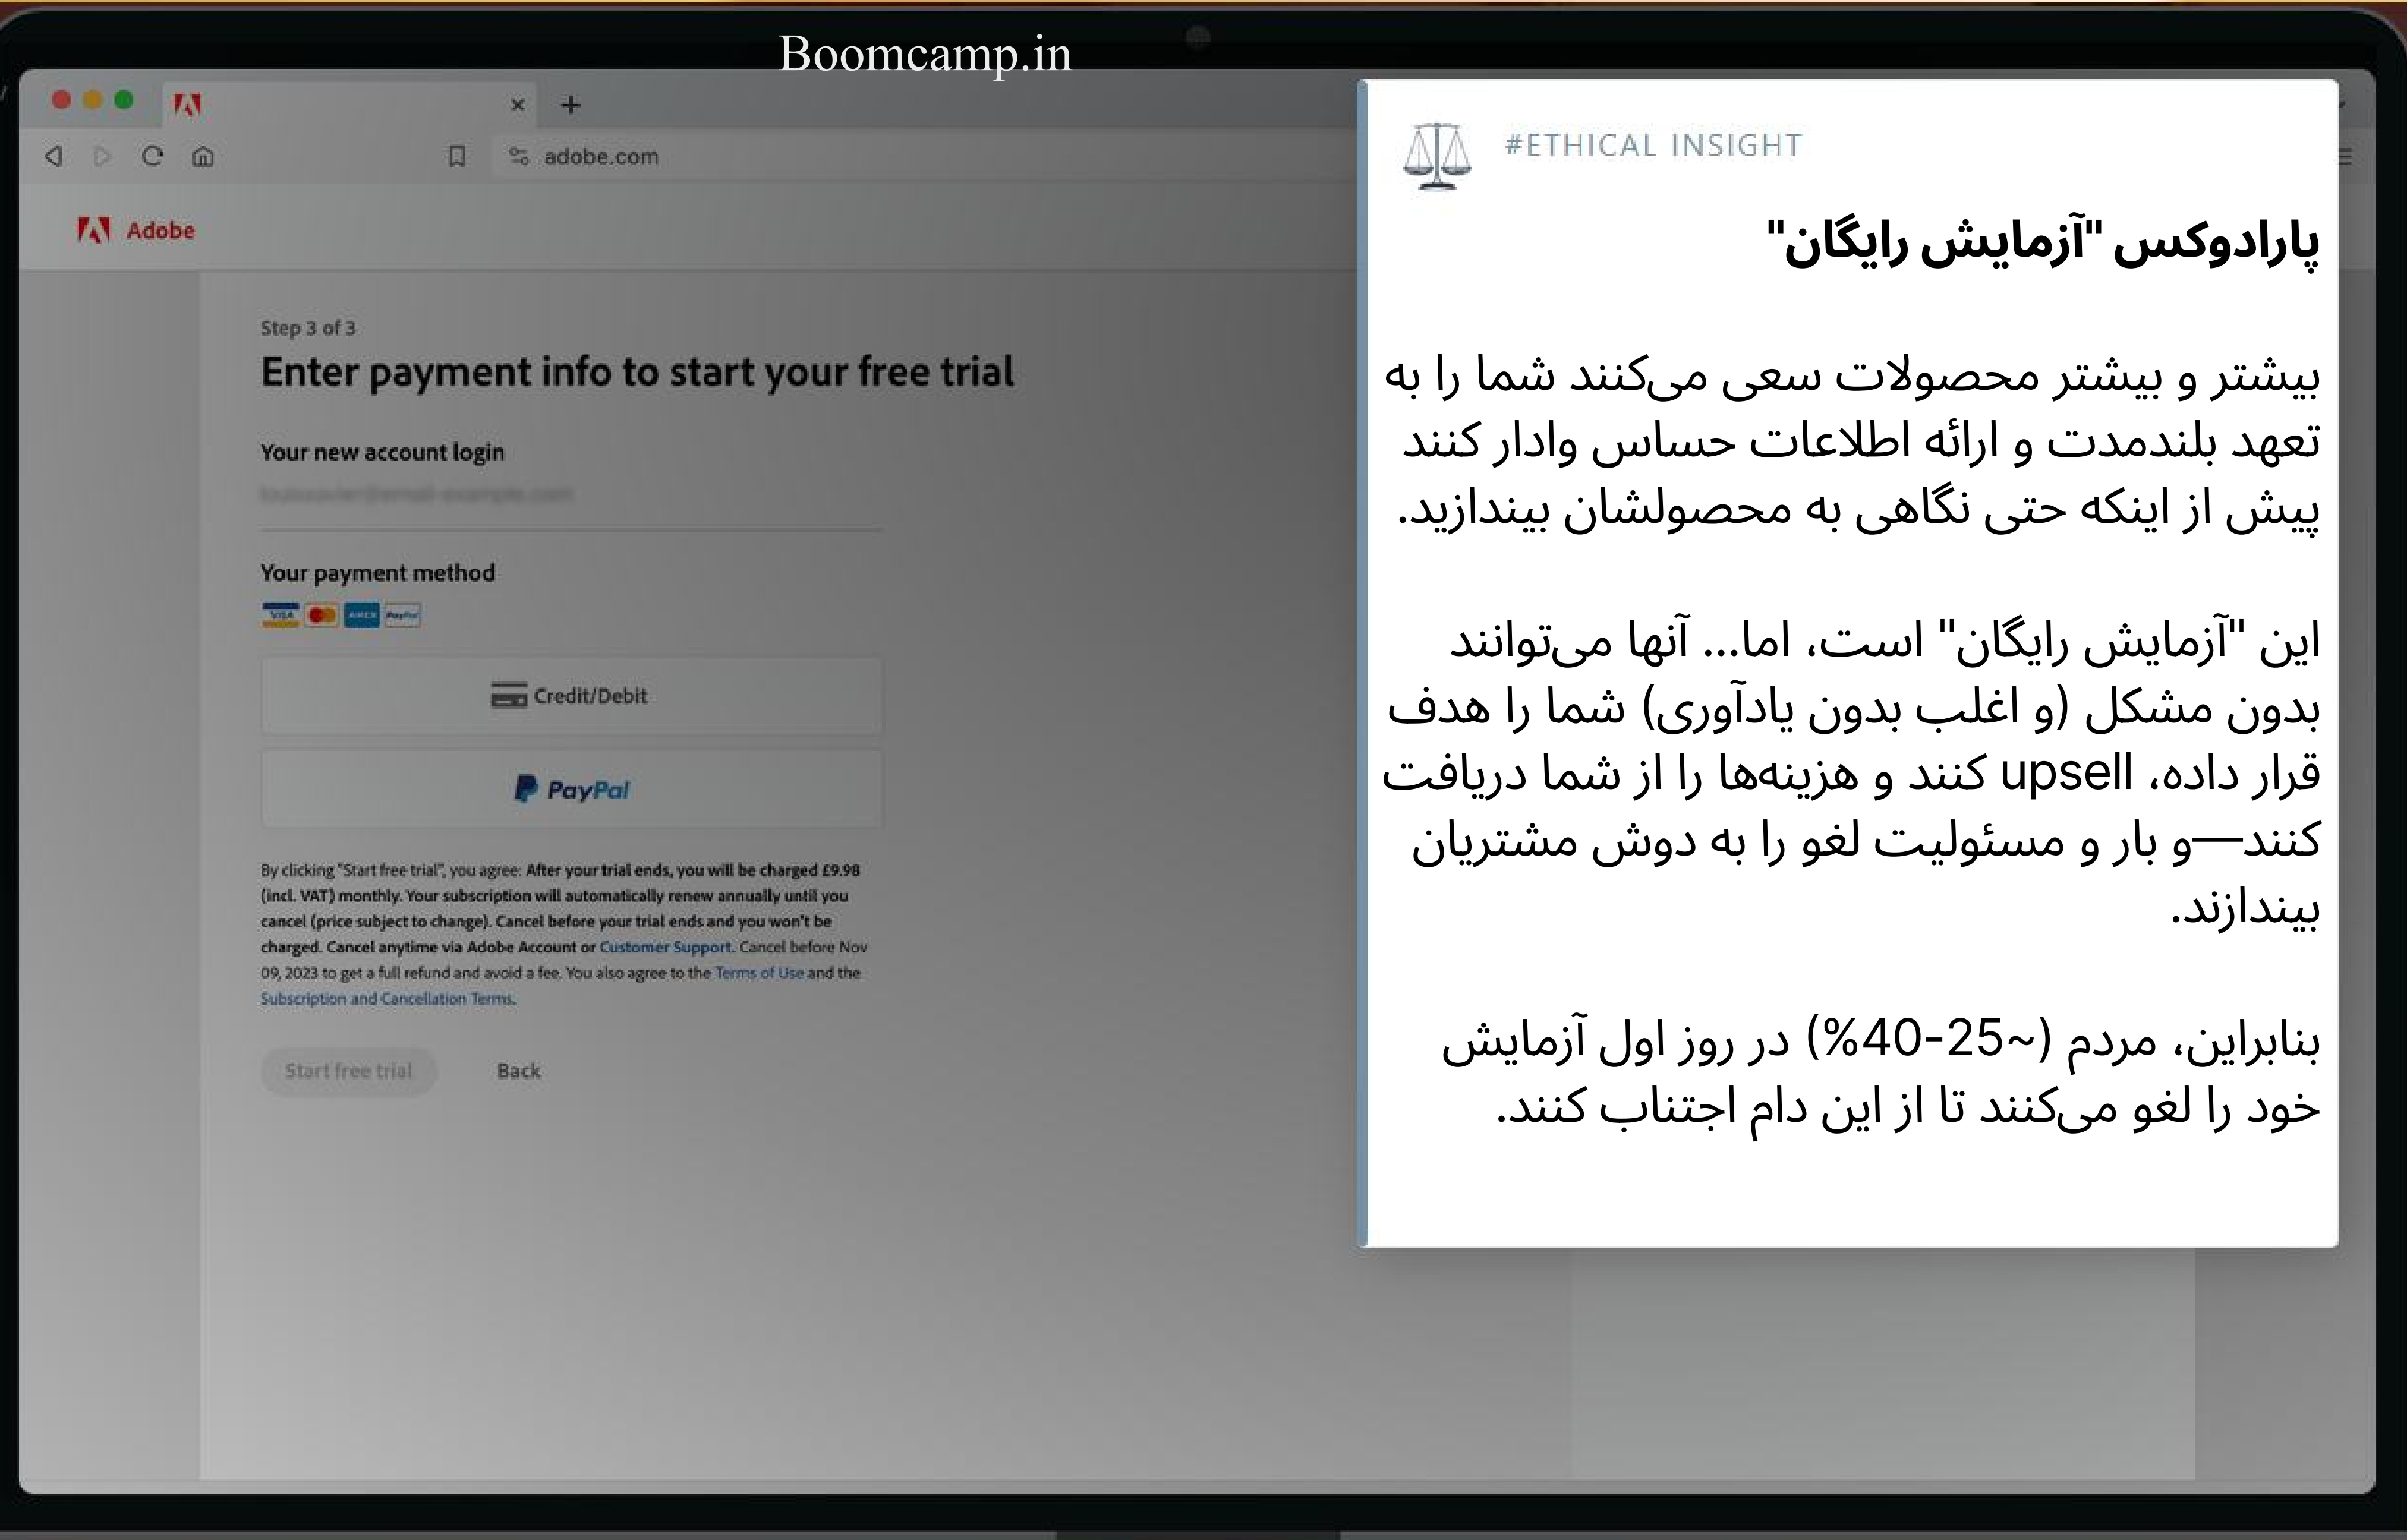 Boomcamp.in
adobe.com
Adobe
Step 3 of 3
Enter payment info to start your free trial
Your new account login
Your payment method
VISA AMEX PayPal
Credit/Debit
PayPal
By clicking "Start free trial", you agree: After your trial ends, you will be charged £9.98
(incl. VAT) monthly. Your subscription will automatically renew annually until you
cancel (price subject to change). Cancel before your trial ends and you won't be
charged. Cancel anytime via Adobe Account or Customer Support. Cancel before Nov
09, 2023 to get a full refund and avoid a fee. You also agree to the Terms of Use and the
Subscription and Cancellation Terms.
Start free trial Back
#ETHICAL INSIGHT
پارادوکس "آزمایش رایگان"
بیشتر و بیشتر محصولات سعی می‌کنند شما را به
تعهد بلندمدت و ارائه اطلاعات حساس وادار کنند
پیش از اینکه حتی نگاهی به محصولشان بیندازید.
این "آزمایش رایگان" است، اما... آنها می‌توانند
بدون مشکل (و اغلب بدون یادآوری) شما را هدف
قرار داده، upsell کنند و هزینه‌ها را از شما دریافت
کنند—و بار و مسئولیت لغو را به دوش مشتریان
بیندازند.
بنابراین، مردم (~25-40%) در روز اول آزمایش
خود را لغو می‌کنند تا از این دام اجتناب کنند.